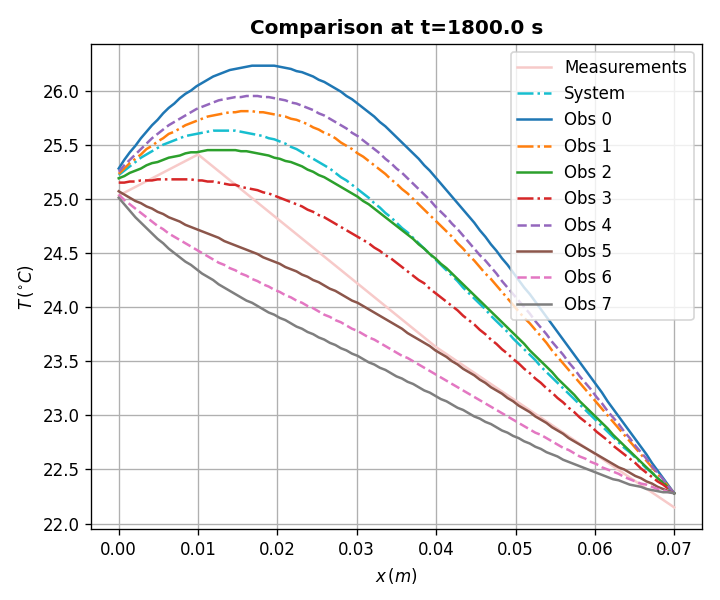 Comparison at t=1800.0 s
T (°C)
26.0
25.5
25.0
24.5
24.0
23.5
23.0
22.5
22.0
Measurements
System
Obs 0
Obs 1
Obs 2
Obs 3
Obs 4
Obs 5
Obs 6
Obs 7
0.00 0.01 0.02 0.03 0.04 0.05 0.06 0.07
x (m)